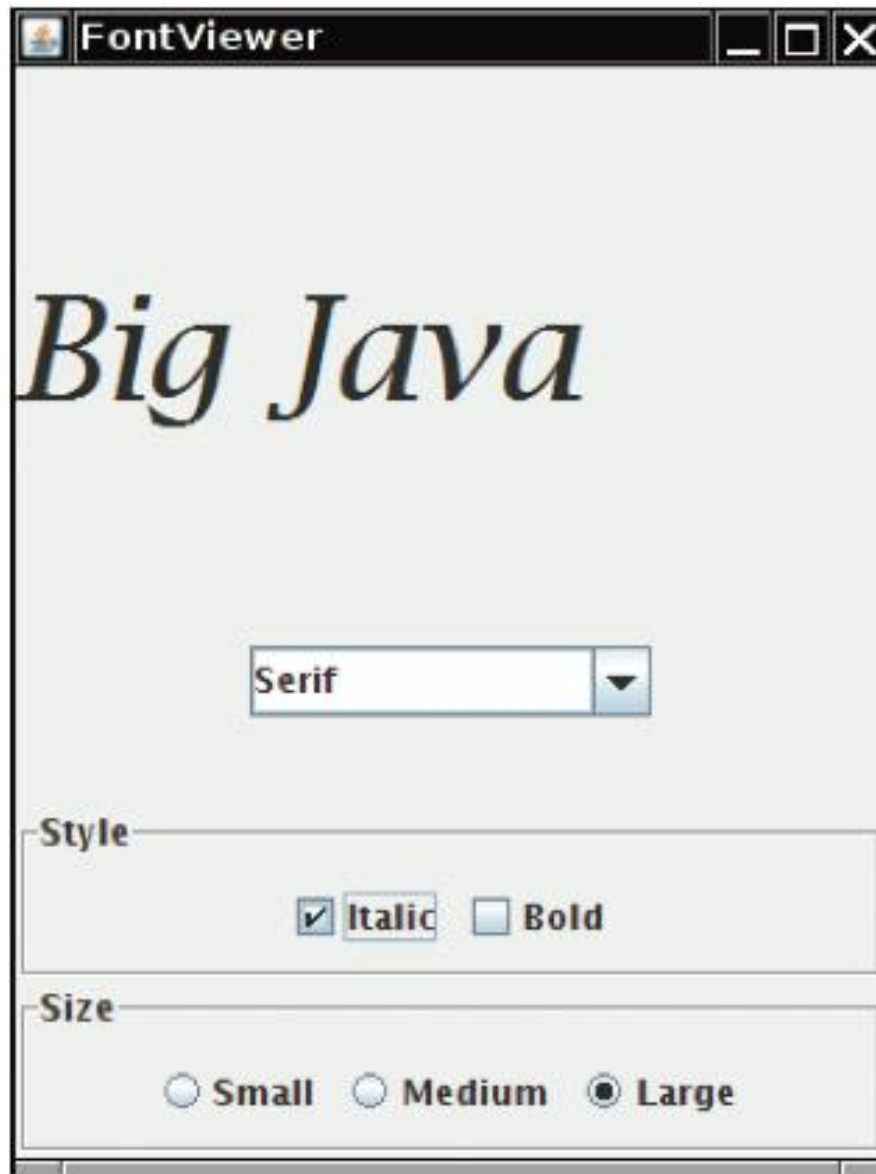 FontViewer
Big Java
Serif
Style
Italic Bold
Size
Small Medium Large